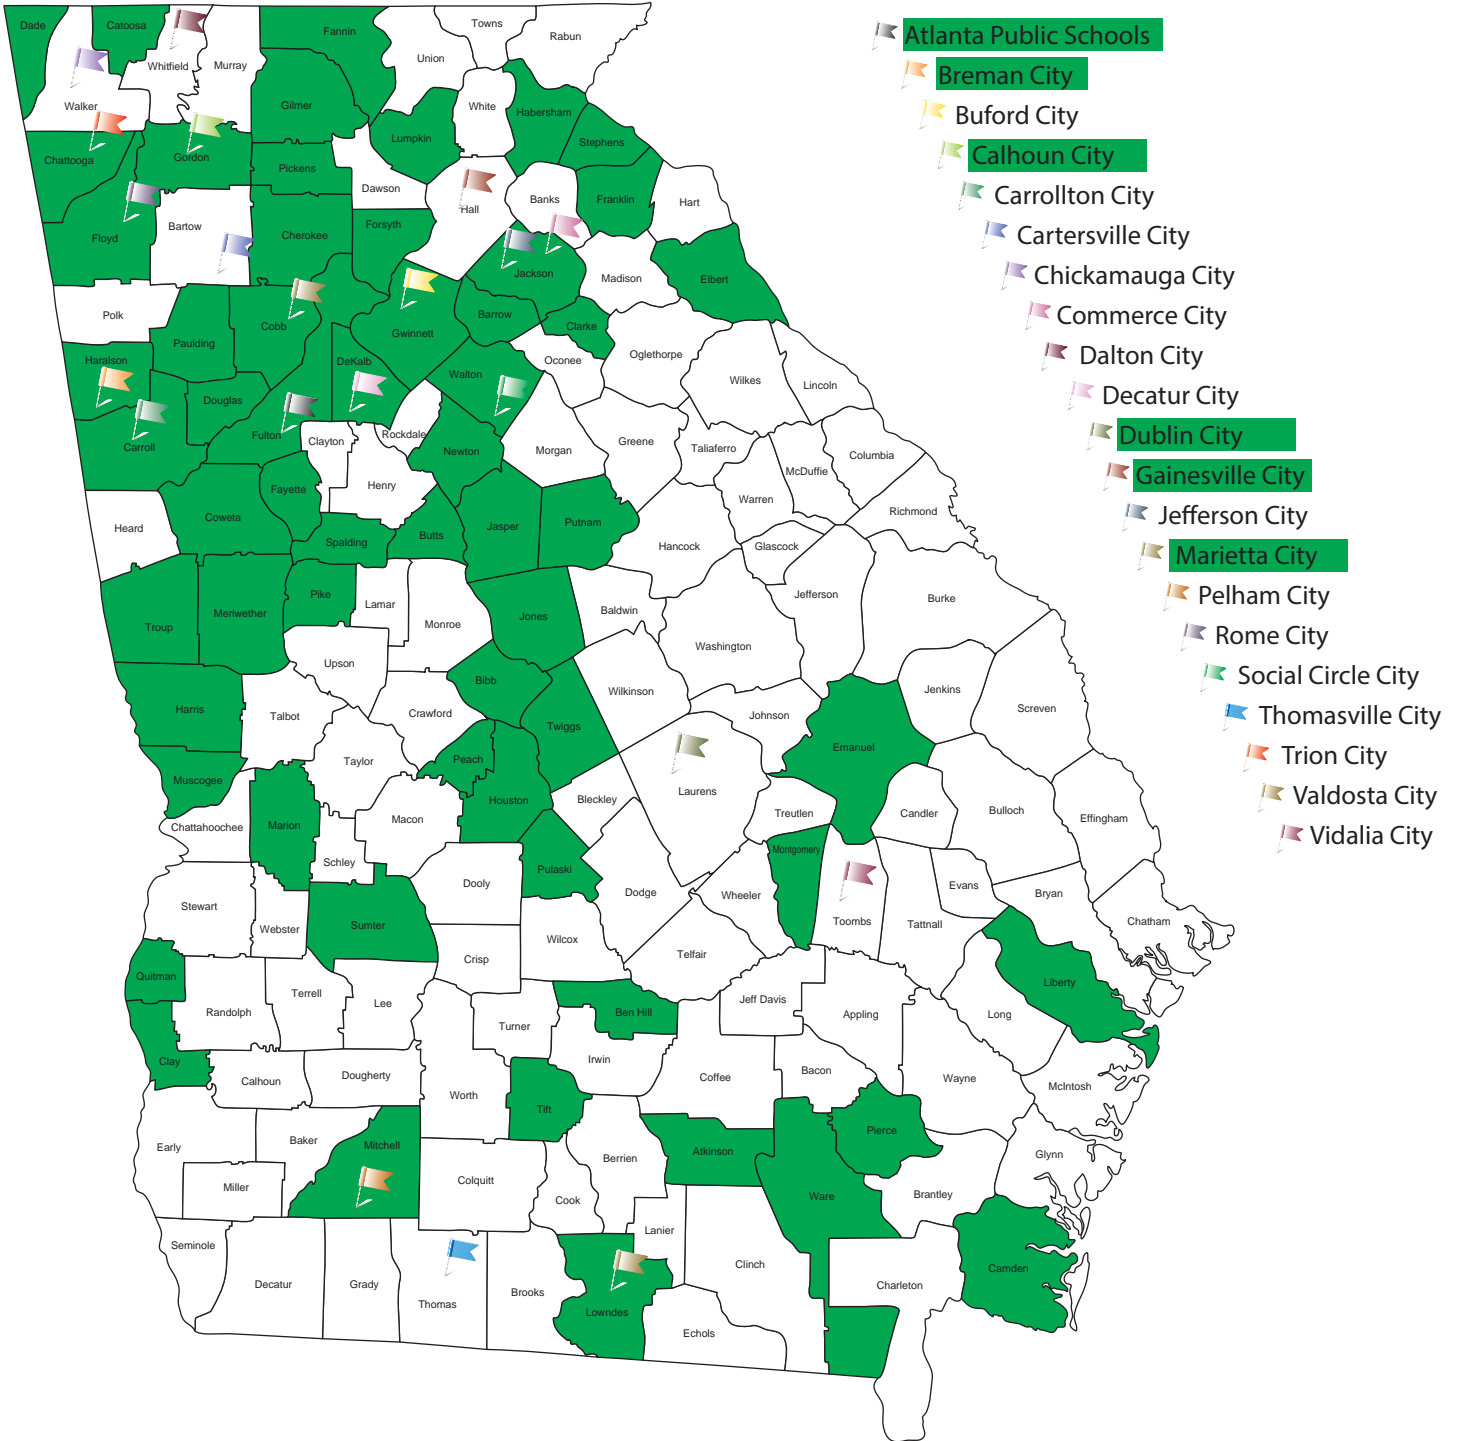 Dade
Catoosa
Fannin
Towns
Rabun
Union
Whitfield
Murray
Walker
White
Gilmer
Habersham
Lumpkin
Stephens
Chattooga
Gordon
Pickens
Dawson
Hall
Banks
Franklin
Hart
Floyd
Bartow
Cherokee
Forsyth
Jackson
Madison
Elbert
Polk
Paulding
Cobb
Gwinnett
Barrow
Clarke
Haralson
DeKalb
Walton
Oconee
Oglethorpe
Wilkes
Lincoln
Douglas
Carroll
Fulton
Clayton
Rockdale
Newton
Morgan
Greene
Taliaferro
McDuffie
Columbia
Heard
Coweta
Fayette
Henry
Warren
Richmond
Spalding
Butts
Jasper
Putnam
Hancock
Glascock
Troup
Meriwether
Pike
Lamar
Monroe
Jones
Baldwin
Jefferson
Burke
Washington
Upson
Bibb
Wilkinson
Jenkins
Screven
Harris
Talbot
Crawford
Twiggs
Johnson
Emanuel
Muscogee
Taylor
Peach
Houston
Bleckley
Laurens
Treutlen
Candler
Bulloch
Effingham
Chattahoochee
Marion
Macon
Schley
Dooly
Pulaski
Dodge
Montgomery
Wheeler
Toombs
Evans
Tattnall
Bryan
Chatham
Stewart
Webster
Sumter
Wilcox
Crisp
Telfair
Quitman
Randolph
Terrell
Lee
Turner
Ben Hill
Jeff Davis
Appling
Long
Liberty
Clay
Calhoun
Dougherty
Worth
Irwin
Coffee
Bacon
Wayne
McIntosh
Tift
Early
Baker
Mitchell
Berrien
Atkinson
Pierce
Glynn
Miller
Colquitt
Cook
Ware
Brantley
Seminole
Decatur
Grady
Thomas
Brooks
Lanier
Lowndes
Clinch
Echols
Charleton
Camden
Atlanta Public Schools
Breman City
Buford City
Calhoun City
Carrollton City
Cartersville City
Chickamauga City
Commerce City
Dalton City
Decatur City
Dublin City
Gainesville City
Jefferson City
Marietta City
Pelham City
Rome City
Social Circle City
Thomasville City
Trion City
Valdosta City
Vidalia City